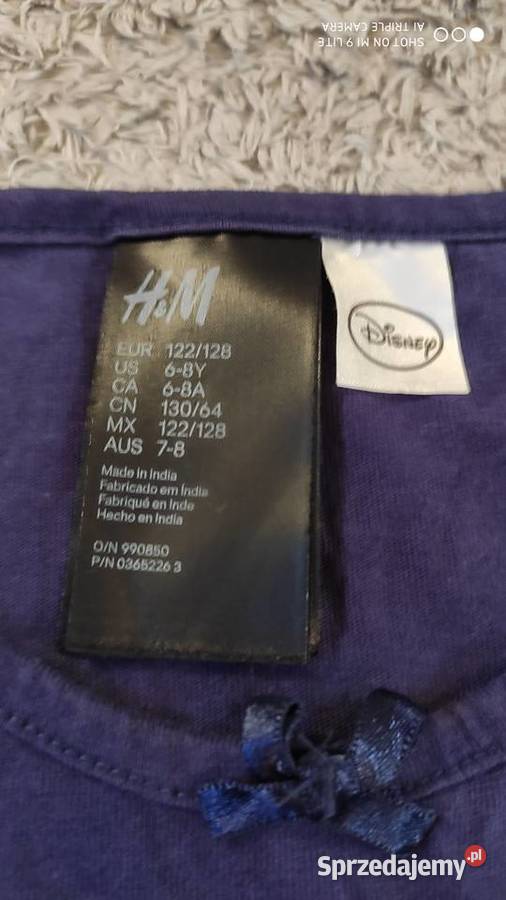 SHOT ON MI 9 LITE
AI TRIPLE CAMERA
H&M
EUR 122/128
US 6-8Y
CA 6-8A
CN 130/64
MX 122/128
AUS 7-8
Made in India
Fabricado em Índia
Fabriqué en Inde
Hecho en India
O/N 990850
P/N 0365226 3
Disney
Sprzedajemy.pl